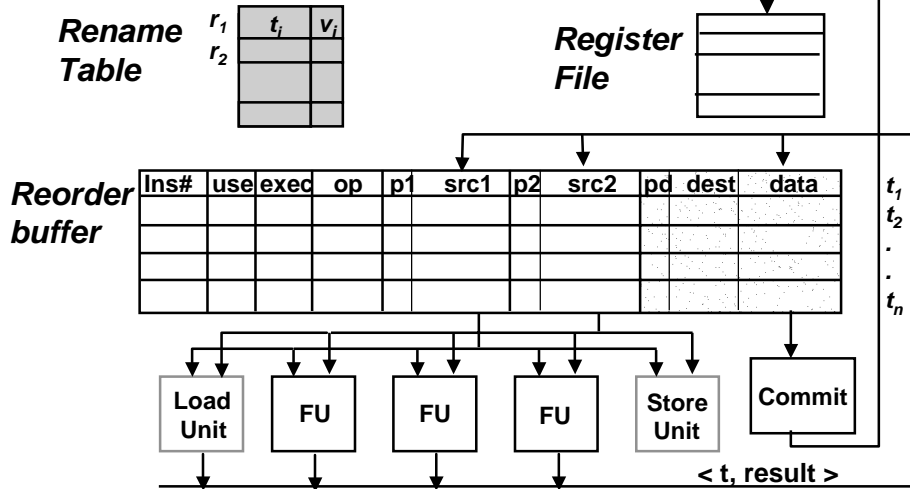 Rename
Table
r1
r2
ti
vi
Register
File
Reorder
buffer
Ins# use exec op p1 src1 p2 src2 pd dest data
t1
t2
.
.
tn
Load
Unit
FU
FU
FU
Store
Unit
Commit
< t, result >